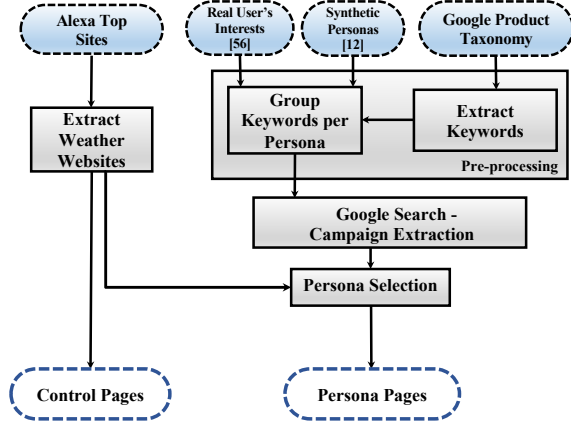 Alexa Top
Sites
Real User's
Interests
[56]
Synthetic
Personas
[12]
Google Product
Taxonomy
Extract
Weather
Websites
Group
Keywords per
Persona
Extract
Keywords
Pre-processing
Google Search -
Campaign Extraction
Persona Selection
Control Pages
Persona Pages